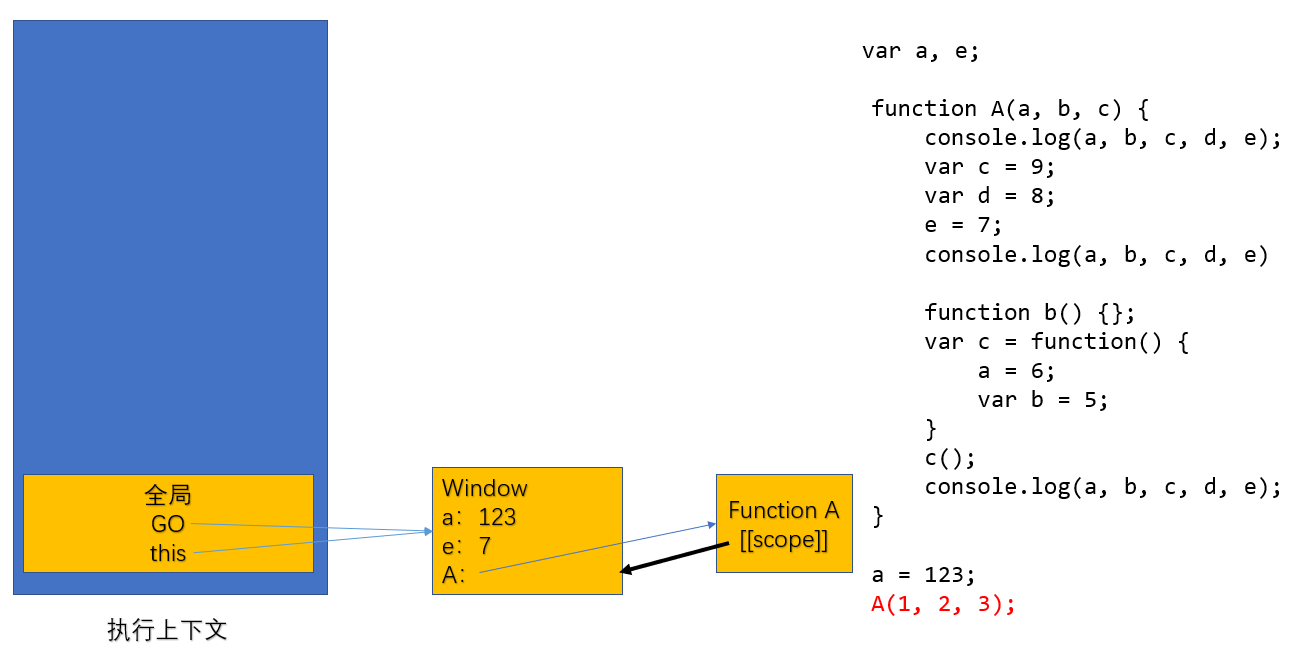 全局
GO
this
执行上下文
Window
a：123
e：7
A：
Function A
[[scope]]
var a, e;
function A(a, b, c) {
console.log(a, b, c, d, e);
var c = 9;
var d = 8;
e = 7;
console.log(a, b, c, d, e)
function b() {};
var c = function() {
a = 6;
var b = 5;
}
c();
console.log(a, b, c, d, e);
}
a = 123;
A(1, 2, 3);